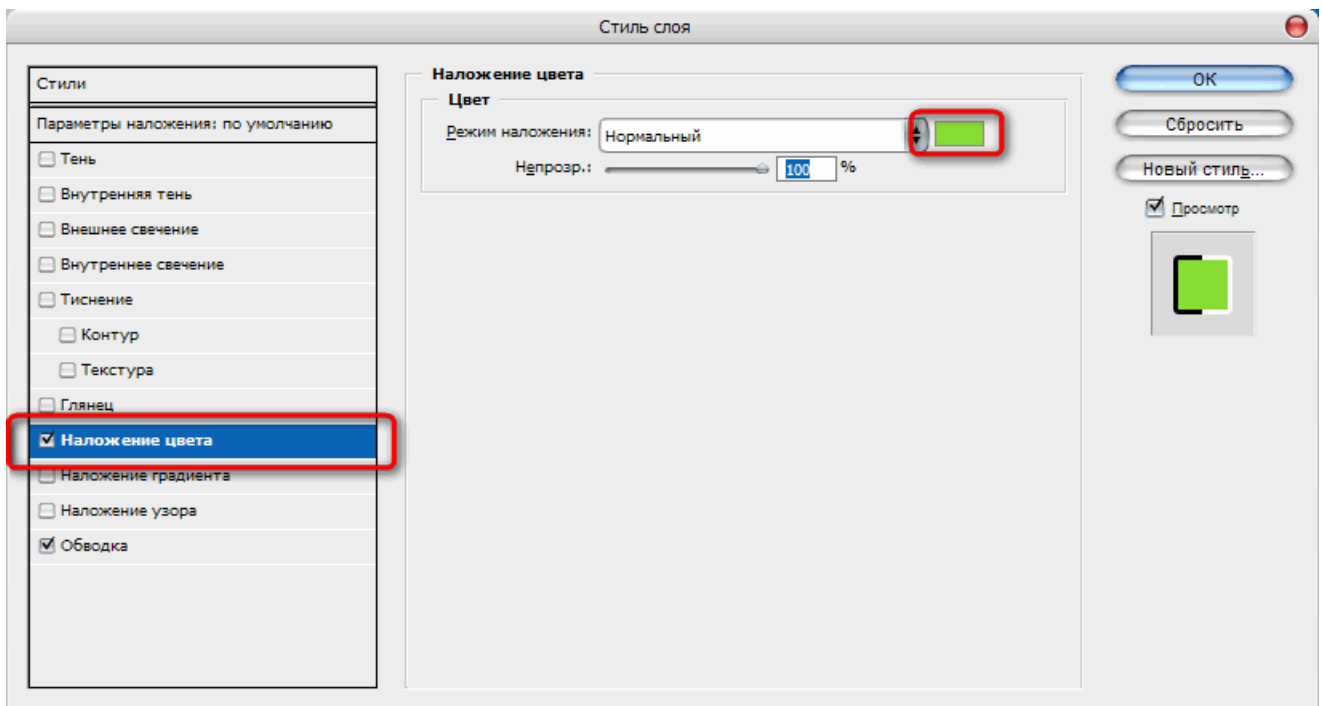 Стиль слоя
Стили
Параметры наложения: по умолчанию
Тень
Внутренняя тень
Внешнее свечение
Внутреннее свечение
Тиснение
Контур
Текстура
Глянец
Наложение цвета
Наложение градиента
Наложение узора
Обводка
Наложение цвета
Цвет
Режим наложения: Нормальный
Непрозр.: 100 %
ОК
Сбросить
Новый стиль...
Просмотр